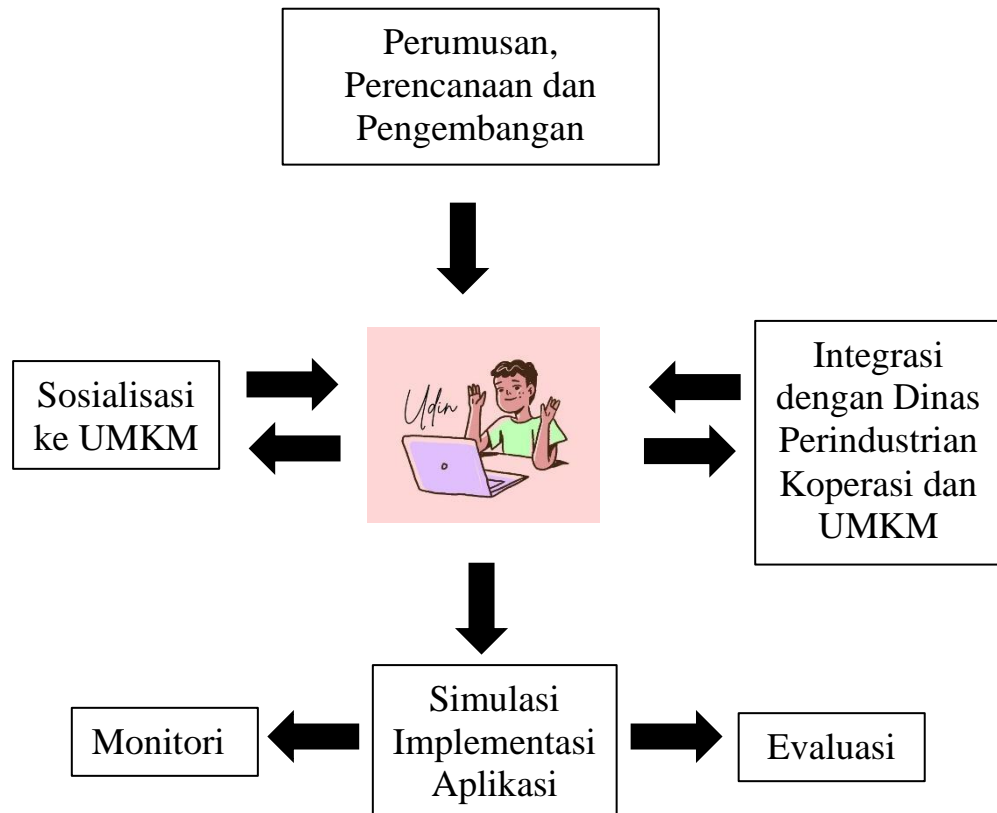 Perumusan,
Perencanaan dan
Pengembangan
Sosialisasi
ke UMKM
Udin
Integrasi
dengan Dinas
Perindustrian
Koperasi dan
UMKM
Simulasi
Implementasi
Aplikasi
Monitori
Evaluasi